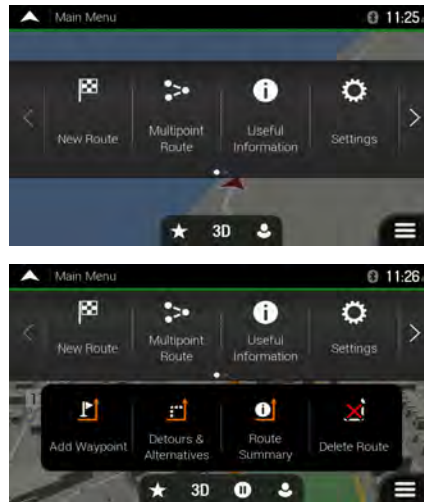 Main Menu 11:25
New Route
Multipoint
Route
Useful
Information
Settings
3D
Main Menu 11:26
New Route
Multipoint
Route
Useful
Information
Settings
Add Waypoint
Detours &
Alternatives
Route
Summary
Delete Route
3D